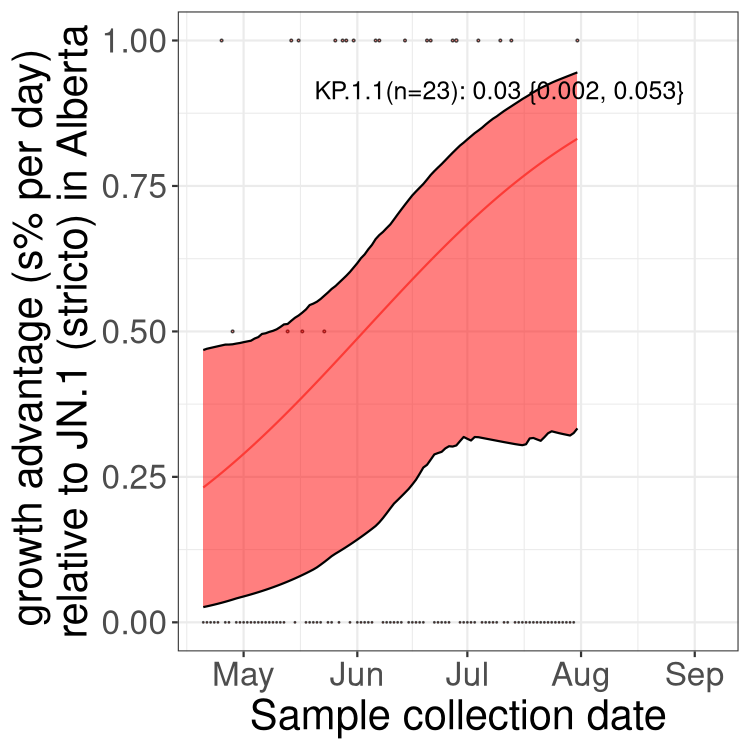 growth advantage (s% per day)
relative to JN.1 (stricto) in Alberta
1.00
0.75
0.50
0.25
0.00
KP.1.1(n=23): 0.03 {0.002, 0.053}
May Jun Jul Aug Sep
Sample collection date